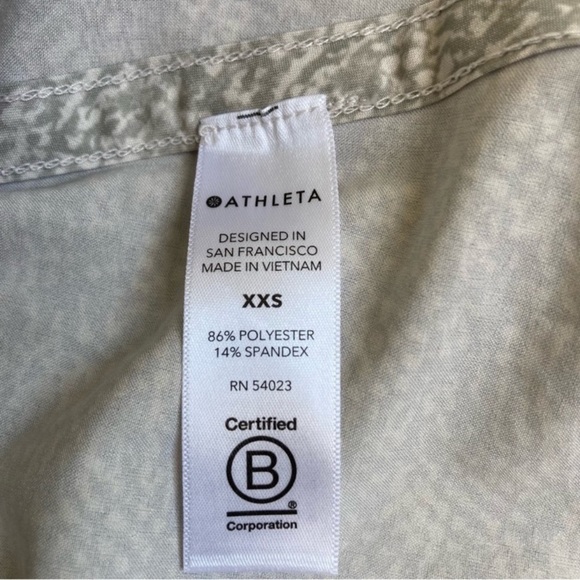 ATHLETA
DESIGNED IN
SAN FRANCISCO
MADE IN VIETNAM
XXS
86% POLYESTER
14% SPANDEX
RN 54023
Certified
B
®
Corporation